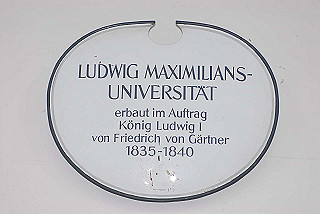 LUDWIG MAXIMILIANS-
UNIVERSITÄT
erbaut im Auftrag
König Ludwig I
von Friedrich von Gärtner
1835-1840